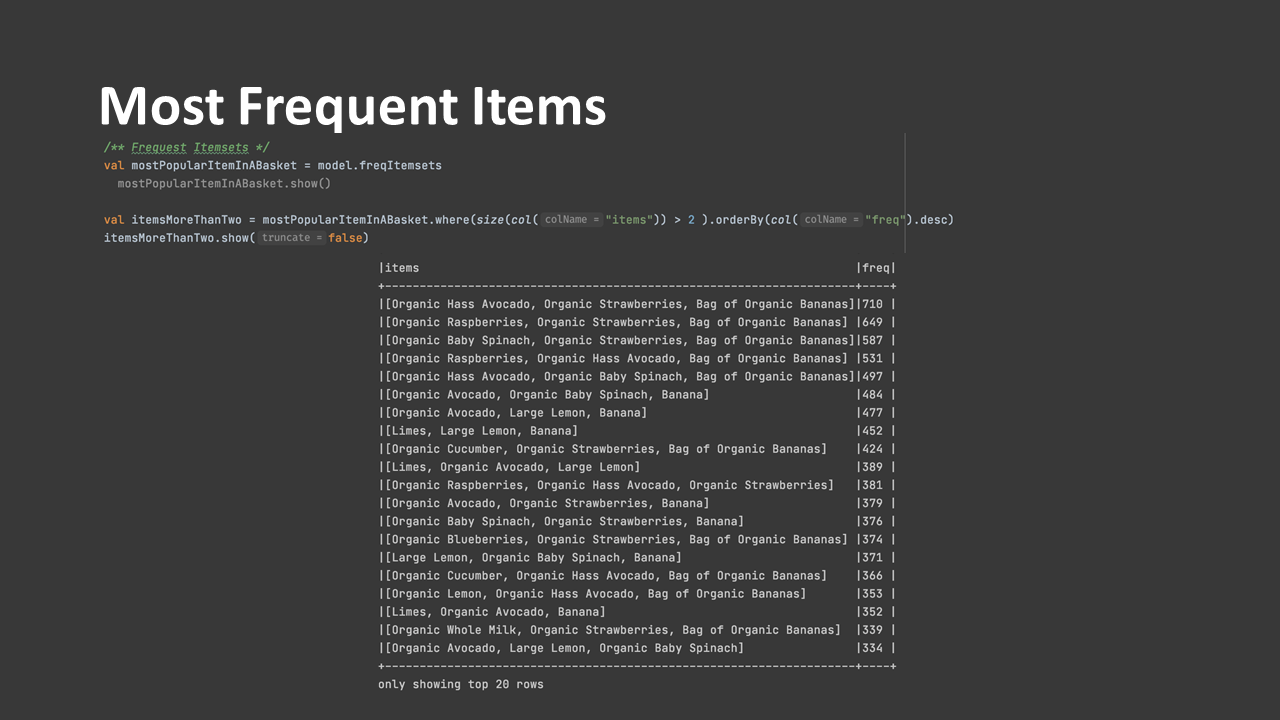 Most Frequent Items
/** Frequest Itemsets */
val mostPopularItemInABasket = model.freqItemsets
mostPopularItemInABasket.show()
val itemsMoreThanTwo = mostPopularItemInABasket.where(size(col( colName = "items")) > 2 ).orderBy(col( colName = "freq").desc)
itemsMoreThanTwo.show( truncate = false)
|items |freq|
+--------------------------------------------------------------------+----+
|[Organic Hass Avocado, Organic Strawberries, Bag of Organic Bananas]|710 |
|[Organic Raspberries, Organic Strawberries, Bag of Organic Bananas] |649 |
|[Organic Baby Spinach, Organic Strawberries, Bag of Organic Bananas]|587 |
|[Organic Raspberries, Organic Hass Avocado, Bag of Organic Bananas] |531 |
|[Organic Hass Avocado, Organic Baby Spinach, Bag of Organic Bananas]|497 |
|[Organic Avocado, Organic Baby Spinach, Banana] |484 |
|[Organic Avocado, Large Lemon, Banana] |477 |
|[Limes, Large Lemon, Banana] |452 |
|[Organic Cucumber, Organic Strawberries, Bag of Organic Bananas] |424 |
|[Limes, Organic Avocado, Large Lemon] |389 |
|[Organic Raspberries, Organic Hass Avocado, Organic Strawberries] |381 |
|[Organic Avocado, Organic Strawberries, Banana] |379 |
|[Organic Baby Spinach, Organic Strawberries, Banana] |376 |
|[Organic Blueberries, Organic Strawberries, Bag of Organic Bananas] |374 |
|[Large Lemon, Organic Baby Spinach, Banana] |371 |
|[Organic Cucumber, Organic Hass Avocado, Bag of Organic Bananas] |366 |
|[Organic Lemon, Organic Hass Avocado, Bag of Organic Bananas] |353 |
|[Limes, Organic Avocado, Banana] |352 |
|[Organic Whole Milk, Organic Strawberries, Bag of Organic Bananas] |339 |
|[Organic Avocado, Large Lemon, Organic Baby Spinach] |334 |
+--------------------------------------------------------------------+----+
only showing top 20 rows